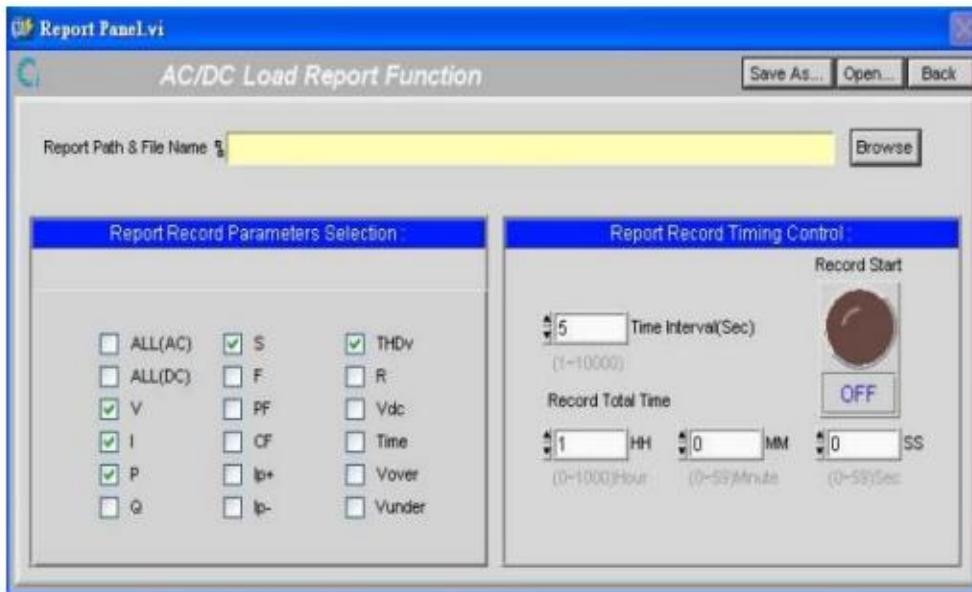 Report Panel.vi
AC/DC Load Report Function
Save As... Open... Back
Report Path & File Name
Browse
Report Record Parameters Selection :
ALL(AC) S THDv
ALL(DC) F R
V PF Vdc
I CF Time
P Ip+ Vover
Q Ip- Vunder
Report Record Timing Control :
Record Start
5 Time Interval(Sec)
(1~10000)
OFF
Record Total Time
1 HH 0 MM 0 SS
(0~1000)Hour (0~59)Minute (0~59)Sec